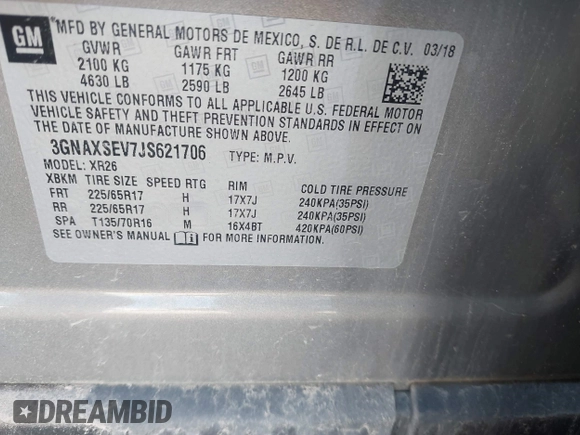 GM
MFD BY GENERAL MOTORS DE MEXICO, S. DE R.L. DE C.V. 03/18
GVWR GAWR FRT GAWR RR
2100 KG 1175 KG 1200 KG
4630 LB 2590 LB 2645 LB
THIS VEHICLE CONFORMS TO ALL APPLICABLE U.S. FEDERAL MOTOR
VEHICLE SAFETY AND THEFT PREVENTION STANDARDS IN EFFECT ON
THE DATE OF MANUFACTURE SHOWN ABOVE.
3GNAXSEV7JS621706 TYPE: M.P.V.
MODEL: XR26
XBKM TIRE SIZE SPEED RTG RIM COLD TIRE PRESSURE
FRT 225/65R17 H 17X7J 240KPA(35PSI)
RR 225/65R17 H 17X7J 240KPA(35PSI)
SPA T135/70R16 M 16X4BT 420KPA(60PSI)
SEE OWNER'S MANUAL FOR MORE INFORMATION
DREAMBID